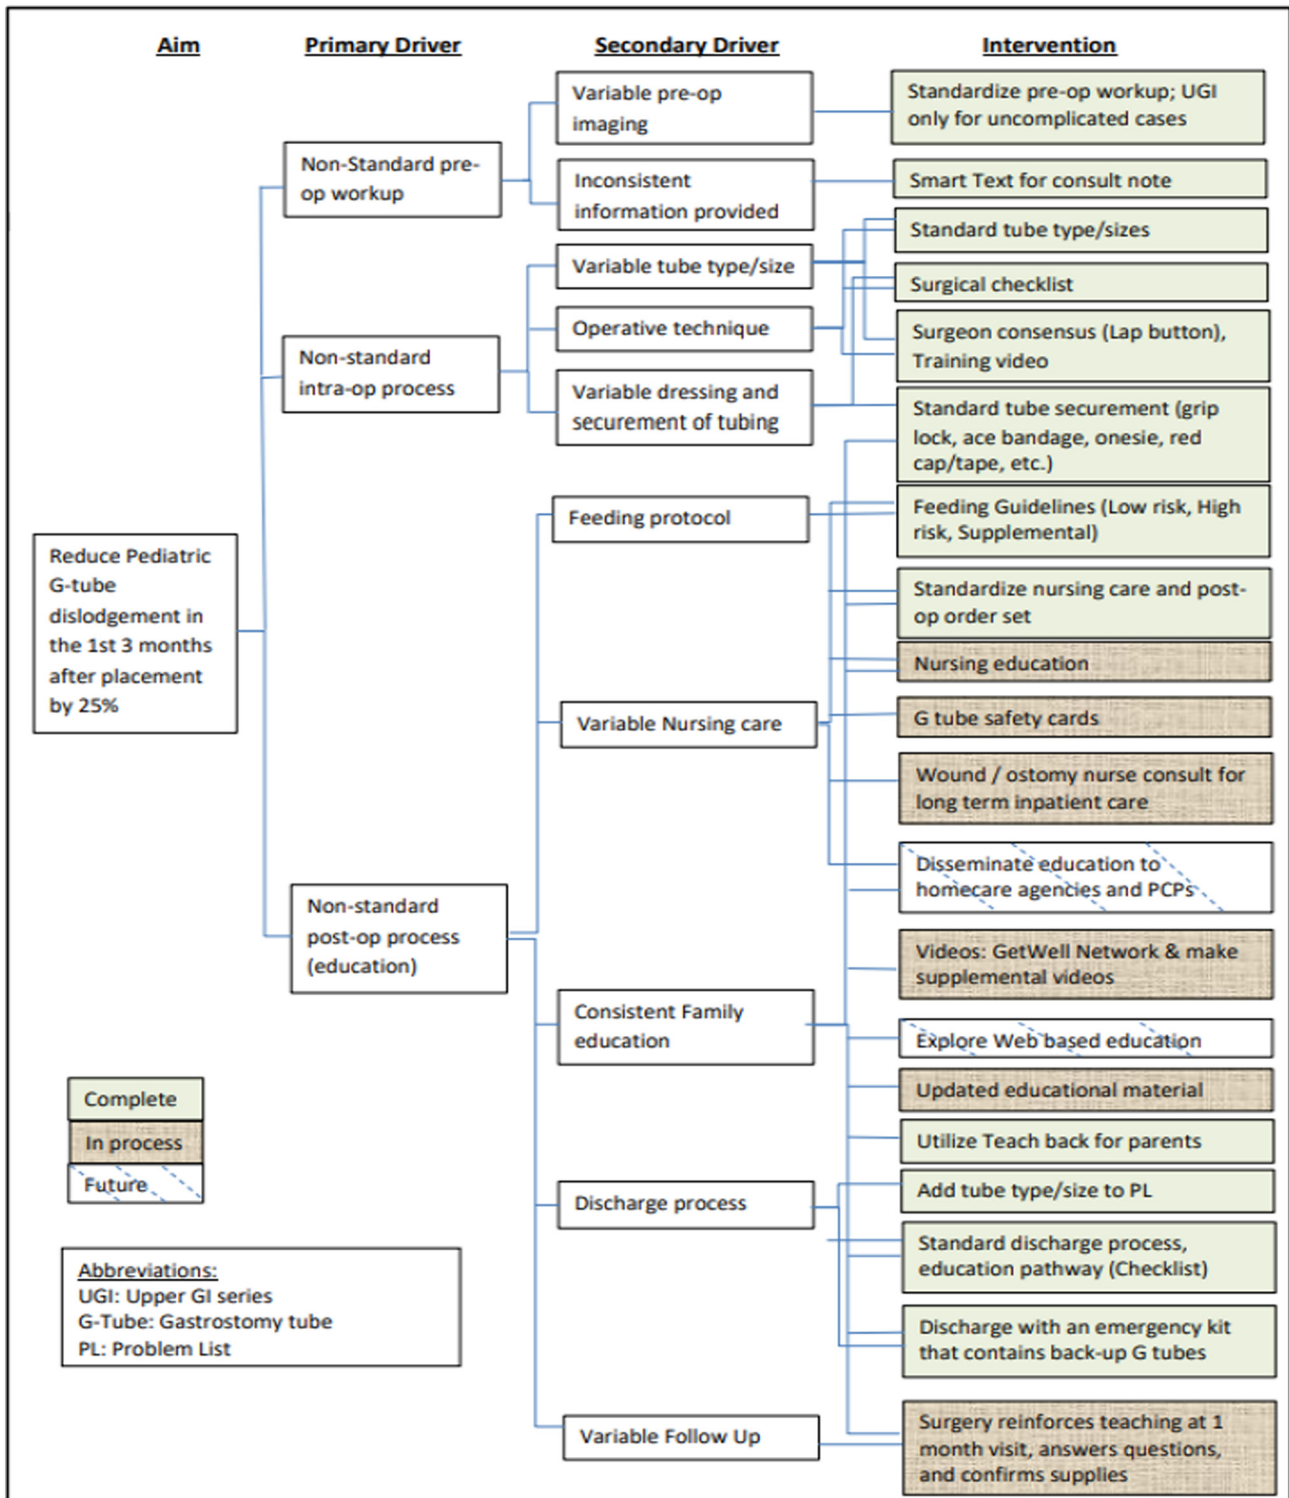 Aim
Primary Driver
Secondary Driver
Intervention
Reduce Pediatric
G-tube
dislodgement in
the 1st 3 months
after placement
by 25%
Non-Standard pre-
op workup
Non-standard
intra-op process
Non-standard
post-op process
(education)
Variable pre-op
imaging
Inconsistent
information provided
Variable tube type/size
Operative technique
Variable dressing and
securement of tubing
Feeding protocol
Variable Nursing care
Consistent Family
education
Discharge process
Variable Follow Up
Standardize pre-op workup; UGI
only for uncomplicated cases
Smart Text for consult note
Standard tube type/sizes
Surgical checklist
Surgeon consensus (Lap button),
Training video
Standard tube securement (grip
lock, ace bandage, onesie, red
cap/tape, etc.)
Feeding Guidelines (Low risk, High
risk, Supplemental)
Standardize nursing care and post-
op order set
Nursing education
G tube safety cards
Wound / ostomy nurse consult for
long term inpatient care
Disseminate education to
homecare agencies and PCPs
Videos: GetWell Network & make
supplemental videos
Explore Web based education
Updated educational material
Utilize Teach back for parents
Add tube type/size to PL
Standard discharge process,
education pathway (Checklist)
Discharge with an emergency kit
that contains back-up G tubes
Surgery reinforces teaching at 1
month visit, answers questions,
and confirms supplies
Complete
In process
Future
Abbreviations:
UGI: Upper GI series
G-Tube: Gastrostomy tube
PL: Problem List